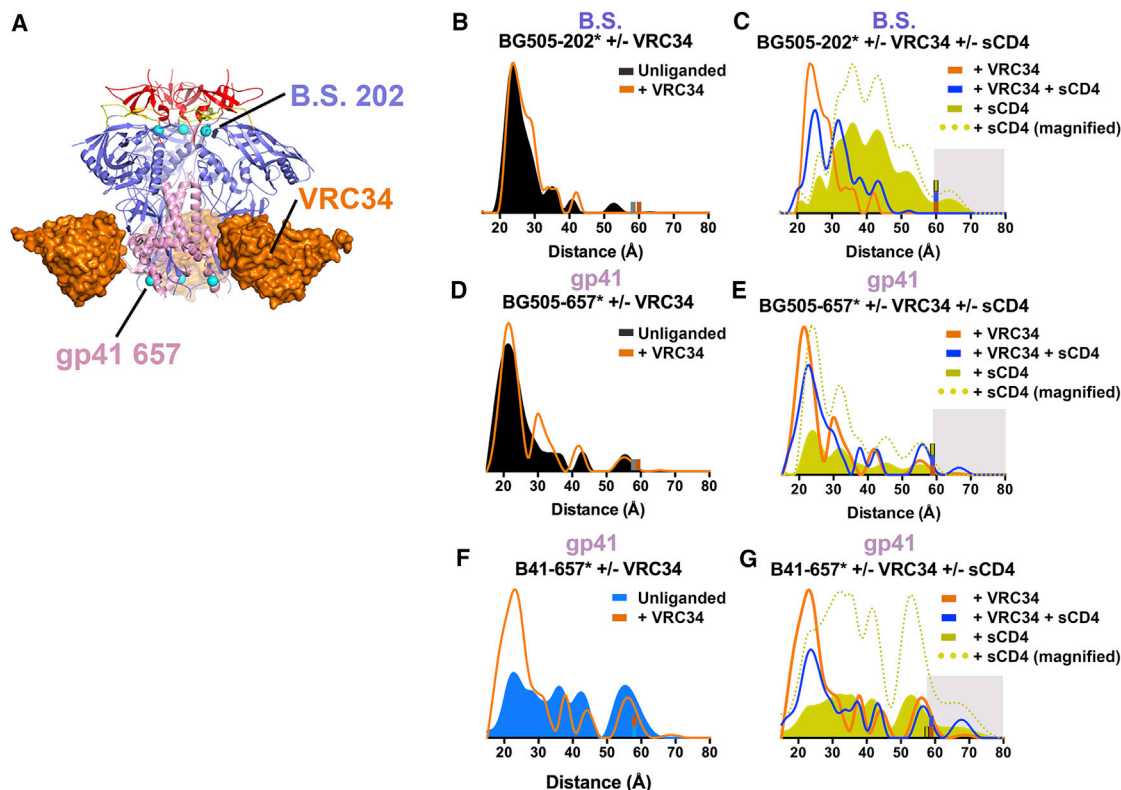 A
B.S. 202
VRC34
gp41 657
B
B.S.
BG505-202* +/- VRC34
Unliganded
+ VRC34
20 30 40 50 60 70 80
Distance (Å)
C
B.S.
BG505-202* +/- VRC34 +/- sCD4
+ VRC34
+ VRC34 + sCD4
+ sCD4
+ sCD4 (magnified)
20 30 40 50 60 70 80
Distance (Å)
D
gp41
BG505-657* +/- VRC34
Unliganded
+ VRC34
20 30 40 50 60 70 80
Distance (Å)
E
gp41
BG505-657* +/- VRC34 +/- sCD4
+ VRC34
+ VRC34 + sCD4
+ sCD4
+ sCD4 (magnified)
20 30 40 50 60 70 80
Distance (Å)
F
gp41
B41-657* +/- VRC34
Unliganded
+ VRC34
20 30 40 50 60 70 80
Distance (Å)
G
gp41
B41-657* +/- VRC34 +/- sCD4
+ VRC34
+ VRC34 + sCD4
+ sCD4
+ sCD4 (magnified)
20 30 40 50 60 70 80
Distance (Å)